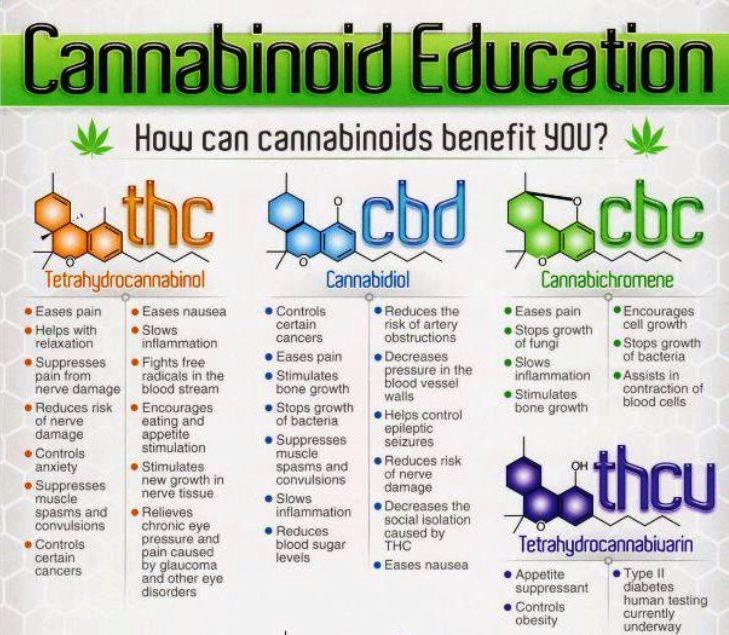 Cannabinoid Education
How can cannabinoids benefit YOU?
thc
Tetrahydrocannabinol
• Eases pain
• Helps with
relaxation
• Suppresses
pain from
nerve damage
• Reduces risk
of nerve
damage
• Controls
anxiety
• Suppresses
muscle
spasms and
convulsions
• Controls
certain
cancers
• Eases nausea
• Slows
inflammation
• Fights free
radicals in the
blood stream
• Encourages
eating and
appetite
stimulation
• Stimulates
new growth in
nerve tissue
• Relieves
chronic eye
pressure and
pain caused
by glaucoma
and other eye
disorders
O
cbd
Cannabidiol
• Controls
certain
cancers
• Eases pain
• Stimulates
bone growth
• Stops growth
of bacteria
• Suppresses
muscle
spasms and
convulsions
• Slows
inflammation
• Reduces
blood sugar
levels
• Reduces the
risk of artery
obstructions
• Decreases
pressure in the
blood vessel
walls
• Helps control
epileptic
seizures
• Reduces risk
of nerve
damage
• Decreases the
social isolation
caused by
THC
• Eases nausea
O
O
cbc
Cannabichromene
• Eases pain
• Stops growth
of fungi
• Slows
inflammation
• Stimulates
bone growth
• Encourages
cell growth
• Stops growth
of bacteria
• Assists in
contraction of
blood cells
O
O
thcv
Tetrahydrocannabivarin
OH
O
• Appetite
suppressant
• Controls
obesity
• Type II
diabetes
human testing
currently
underway